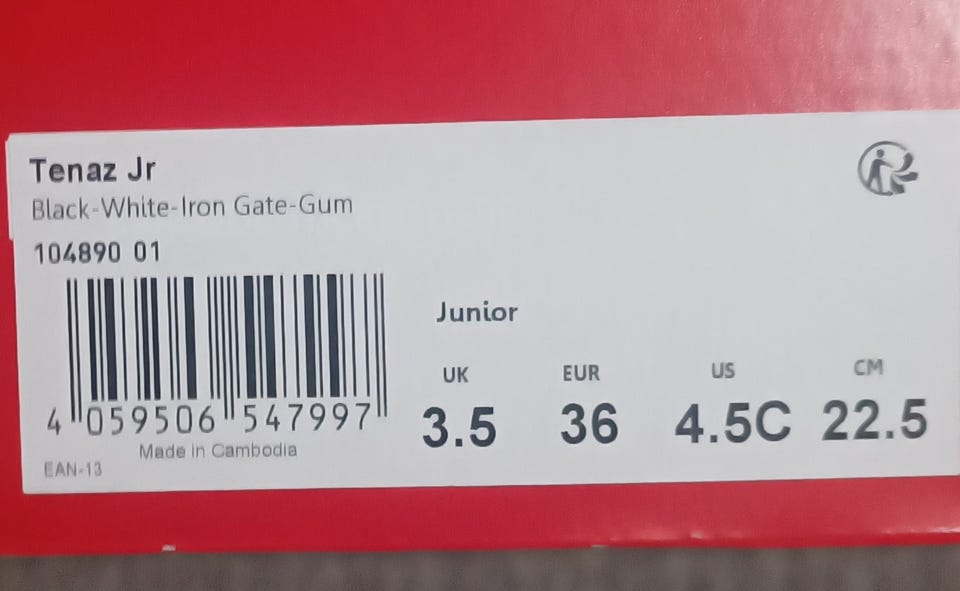 Tenaz Jr
Black-White-Iron Gate-Gum
104890 01
Junior
UK EUR US CM
3.5 36 4.5C 22.5
4 059506 547997
Made in Cambodia
EAN-13